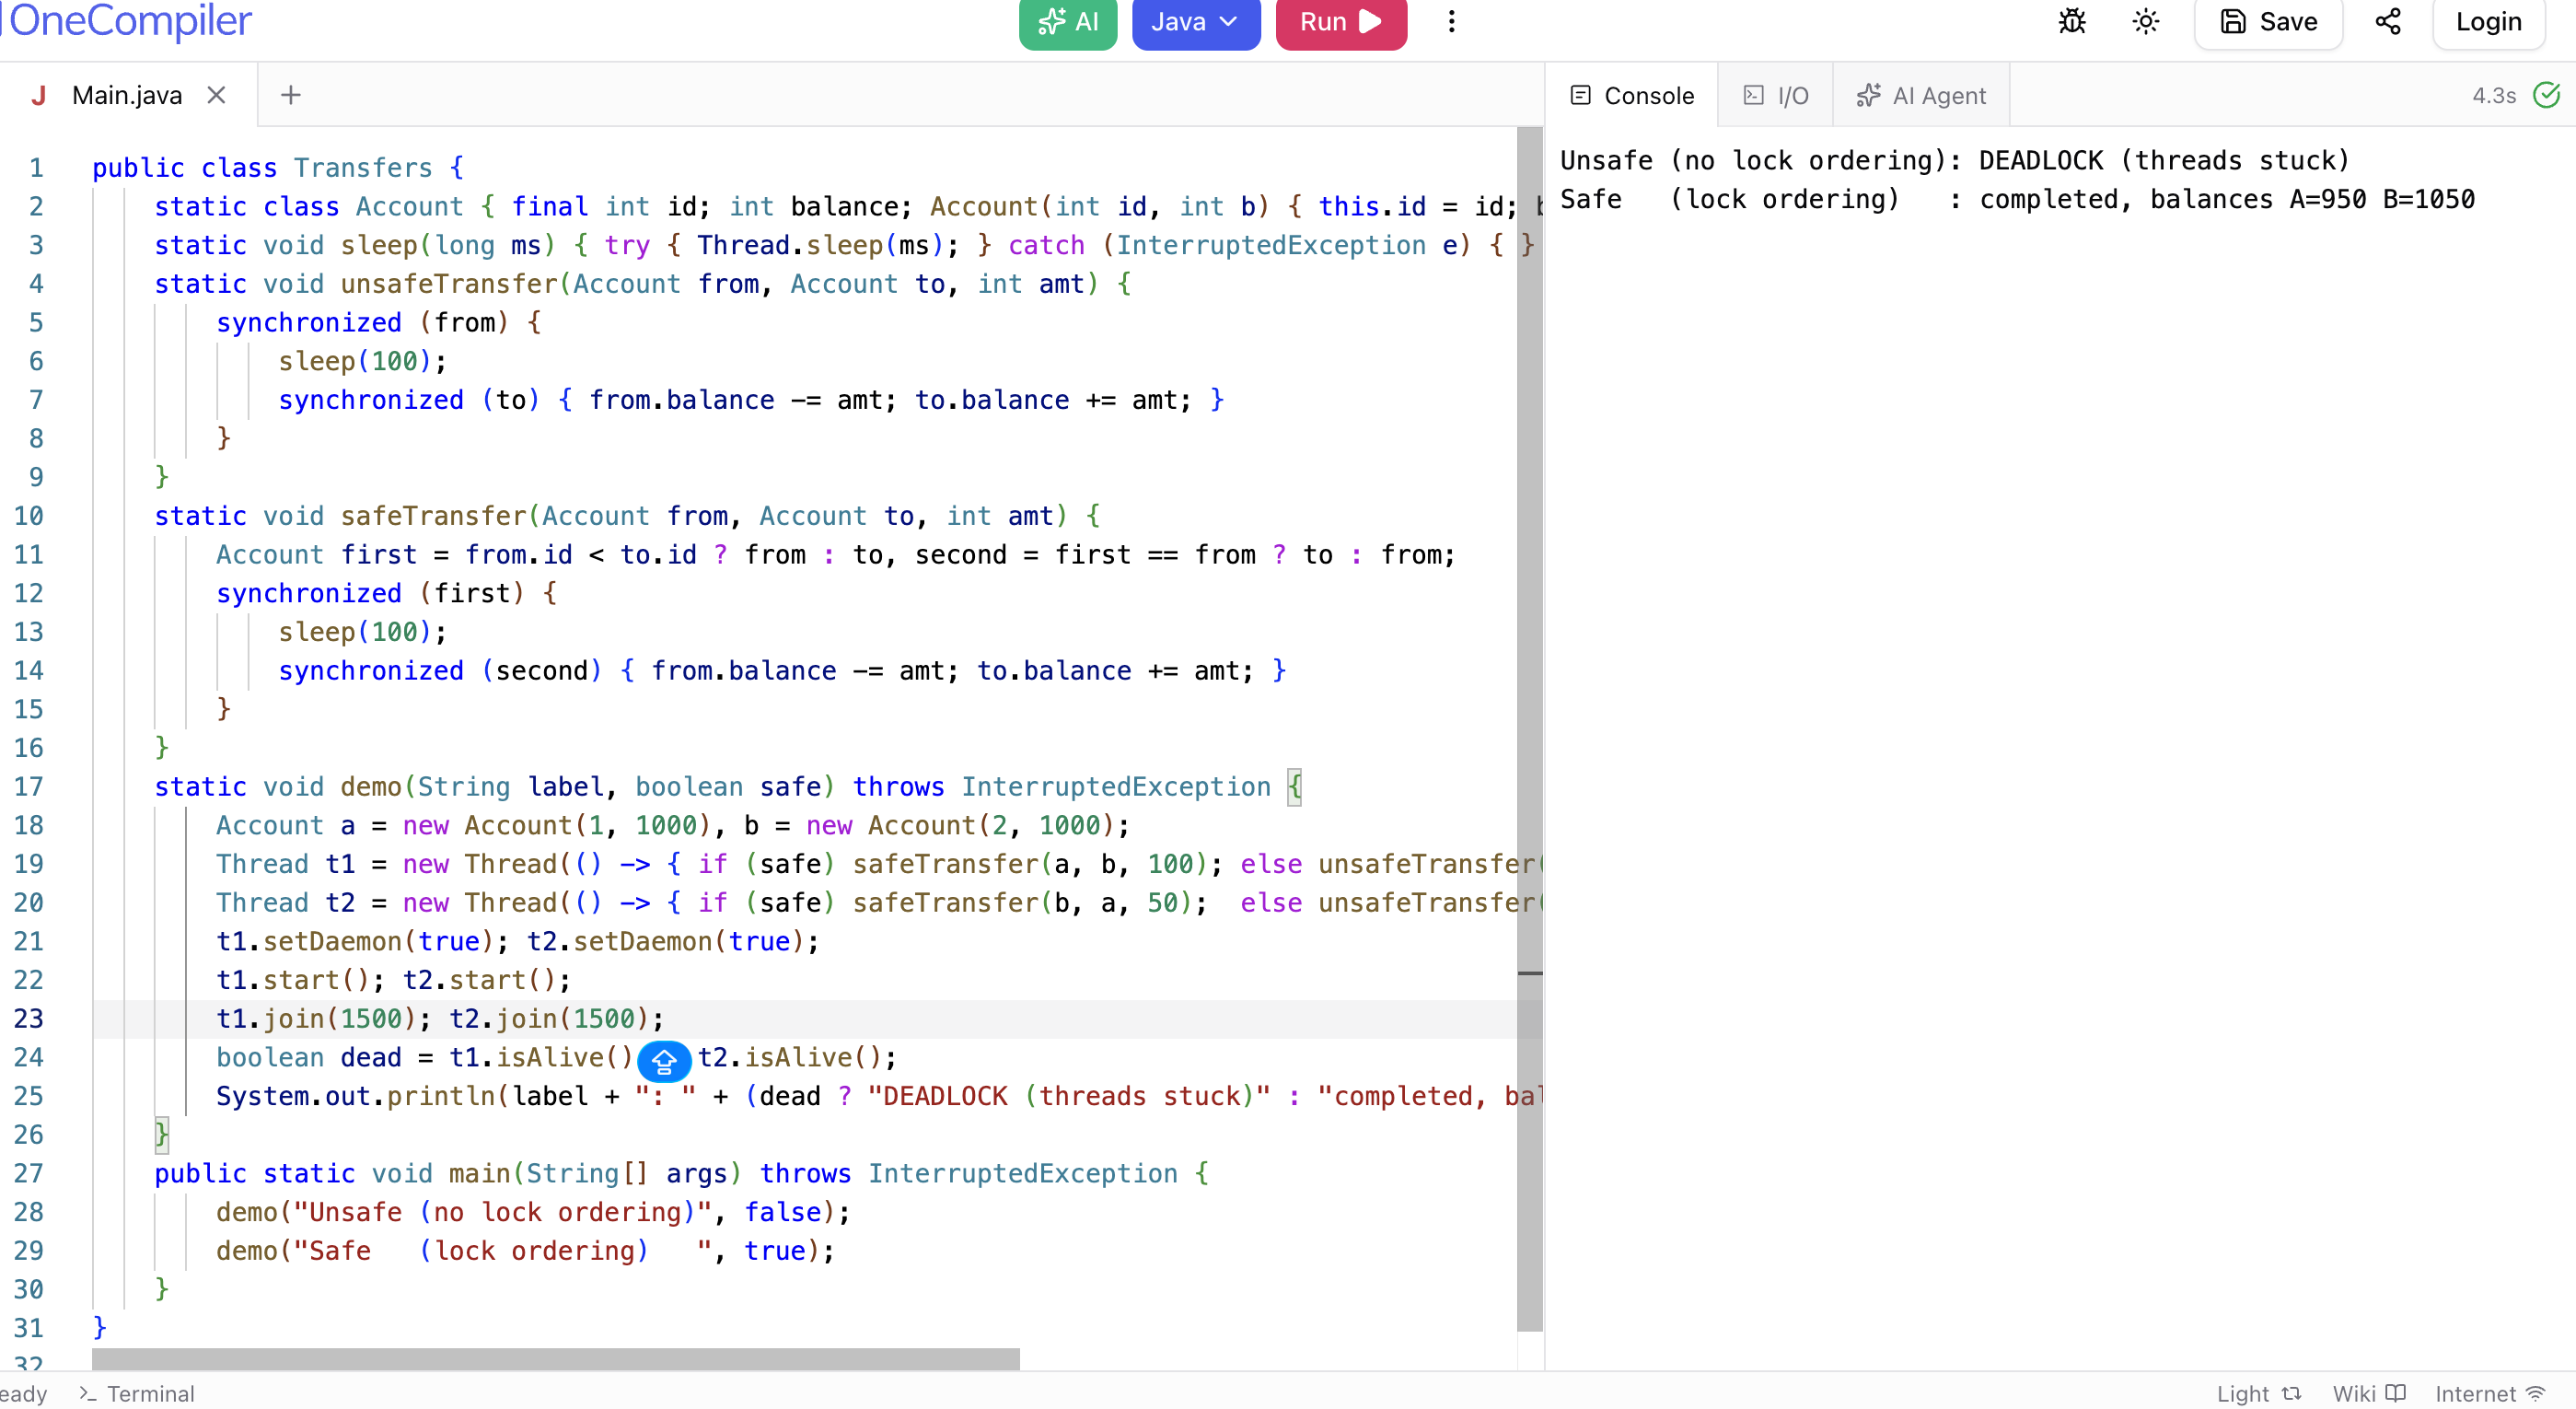 OneCompiler
AI
Java
Run
Save
Login
J Main.java
Console
I/O
AI Agent
4.3s
1 public class Transfers {
2     static class Account { final int id; int balance; Account(int id, int b) { this.id = id;
3     static void sleep(long ms) { try { Thread.sleep(ms); } catch (InterruptedException e) { }
4     static void unsafeTransfer(Account from, Account to, int amt) {
5         synchronized (from) {
6             sleep(100);
7             synchronized (to) { from.balance -= amt; to.balance += amt; }
8         }
9     }
10     static void safeTransfer(Account from, Account to, int amt) {
11         Account first = from.id < to.id ? from : to, second = first == from ? to : from;
12         synchronized (first) {
13             sleep(100);
14             synchronized (second) { from.balance -= amt; to.balance += amt; }
15         }
16     }
17     static void demo(String label, boolean safe) throws InterruptedException {
18         Account a = new Account(1, 1000), b = new Account(2, 1000);
19         Thread t1 = new Thread(() -> { if (safe) safeTransfer(a, b, 100); else unsafeTransfer(
20         Thread t2 = new Thread(() -> { if (safe) safeTransfer(b, a, 50);  else unsafeTransfer(
21         t1.setDaemon(true); t2.setDaemon(true);
22         t1.start(); t2.start();
23         t1.join(1500); t2.join(1500);
24         boolean dead = t1.isAlive() t2.isAlive();
25         System.out.println(label + ": " + (dead ? "DEADLOCK (threads stuck)" : "completed, bal
26     }
27     public static void main(String[] args) throws InterruptedException {
28         demo("Unsafe (no lock ordering)", false);
29         demo("Safe   (lock ordering)   ", true);
30     }
31 }
32
Unsafe (no lock ordering): DEADLOCK (threads stuck)
Safe   (lock ordering)   : completed, balances A=950 B=1050
eady
Terminal
Light
Wiki
Internet